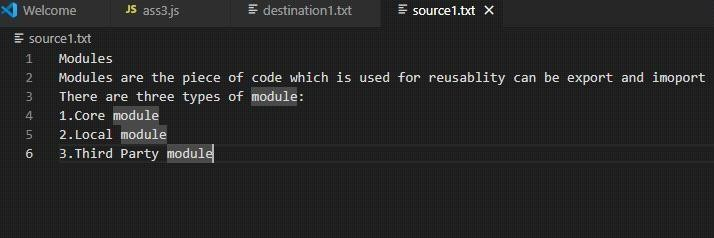 Welcome JS ass3.js destination1.txt source1.txt
source1.txt
1 Modules
2 Modules are the piece of code which is used for reusablity can be export and imoport
3 There are three types of module:
4 1.Core module
5 2.Local module
6 3.Third Party module